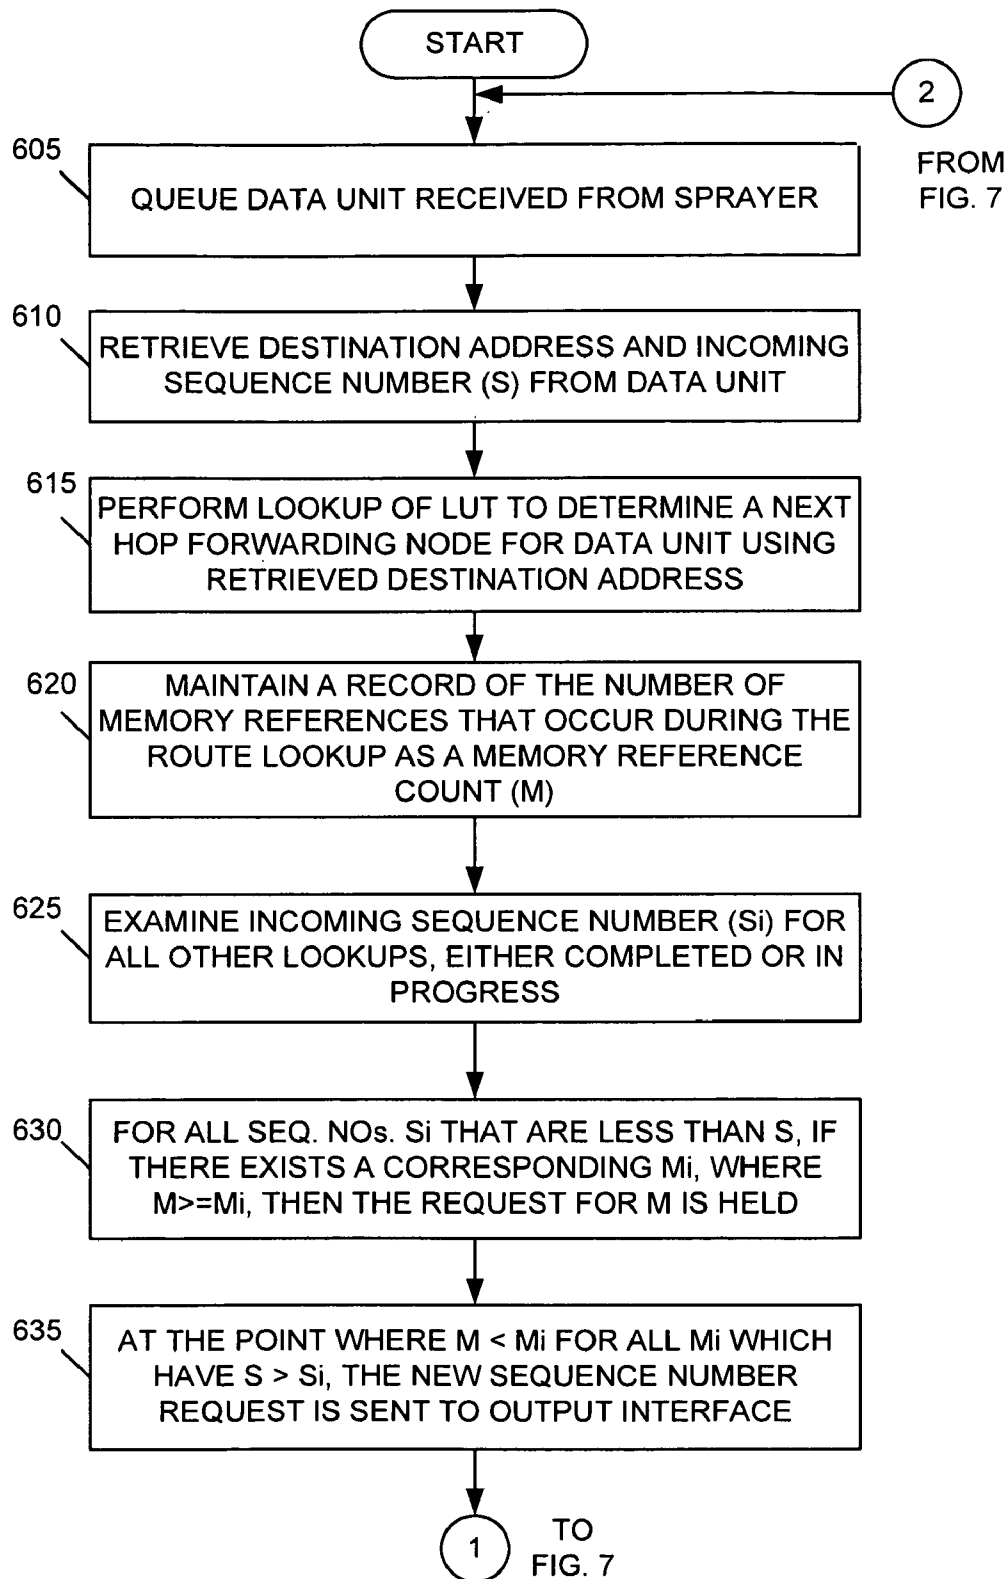 START
2
FROM
FIG. 7
605
QUEUE DATA UNIT RECEIVED FROM SPRAYER
610
RETRIEVE DESTINATION ADDRESS AND INCOMING
SEQUENCE NUMBER (S) FROM DATA UNIT
615
PERFORM LOOKUP OF LUT TO DETERMINE A NEXT
HOP FORWARDING NODE FOR DATA UNIT USING
RETRIEVED DESTINATION ADDRESS
620
MAINTAIN A RECORD OF THE NUMBER OF
MEMORY REFERENCES THAT OCCUR DURING THE
ROUTE LOOKUP AS A MEMORY REFERENCE
COUNT (M)
625
EXAMINE INCOMING SEQUENCE NUMBER (Si) FOR
ALL OTHER LOOKUPS, EITHER COMPLETED OR IN
PROGRESS
630
FOR ALL SEQ. NOs. Si THAT ARE LESS THAN S, IF
THERE EXISTS A CORRESPONDING Mi, WHERE
M>=Mi, THEN THE REQUEST FOR M IS HELD
635
AT THE POINT WHERE M < Mi FOR ALL Mi WHICH
HAVE S > Si, THE NEW SEQUENCE NUMBER
REQUEST IS SENT TO OUTPUT INTERFACE
1
TO
FIG. 7